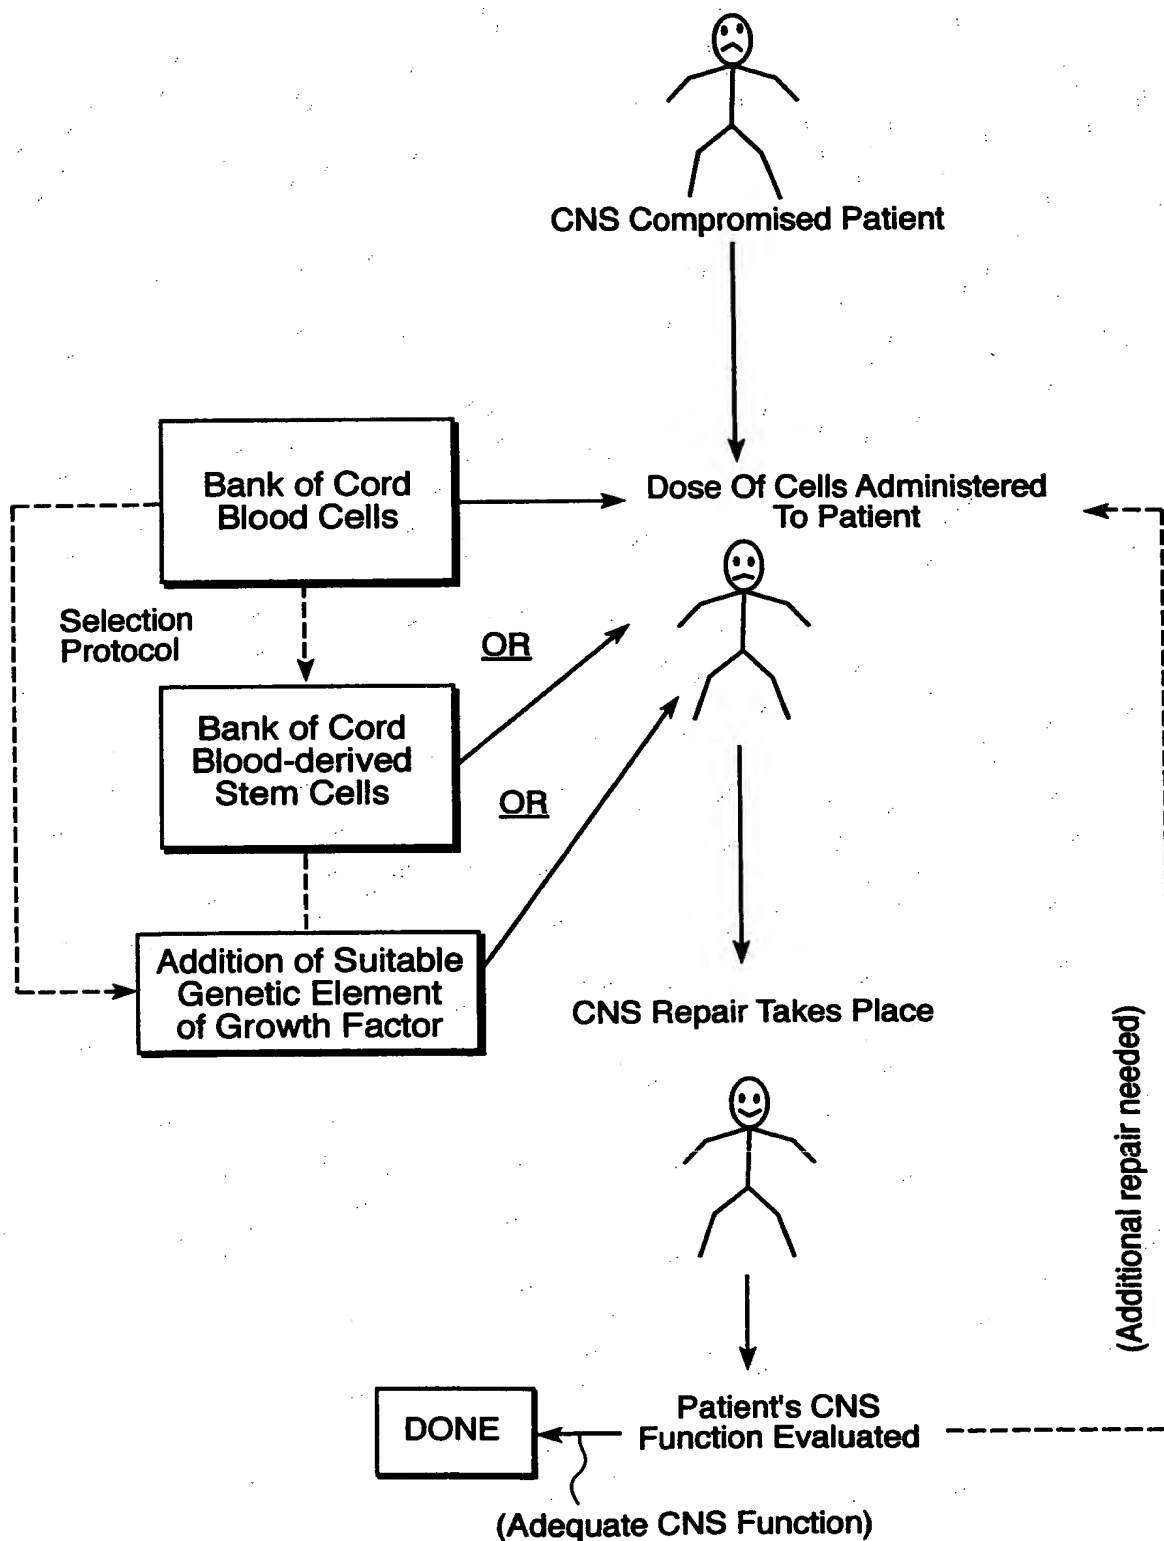 CNS Compromised Patient
Bank of Cord
Blood Cells
Dose Of Cells Administered
To Patient
Selection
Protocol
OR
Bank of Cord
Blood-derived
Stem Cells
OR
Addition of Suitable
Genetic Element
of Growth Factor
CNS Repair Takes Place
(Additional repair needed)
DONE
Patient's CNS
Function Evaluated
(Adequate CNS Function)